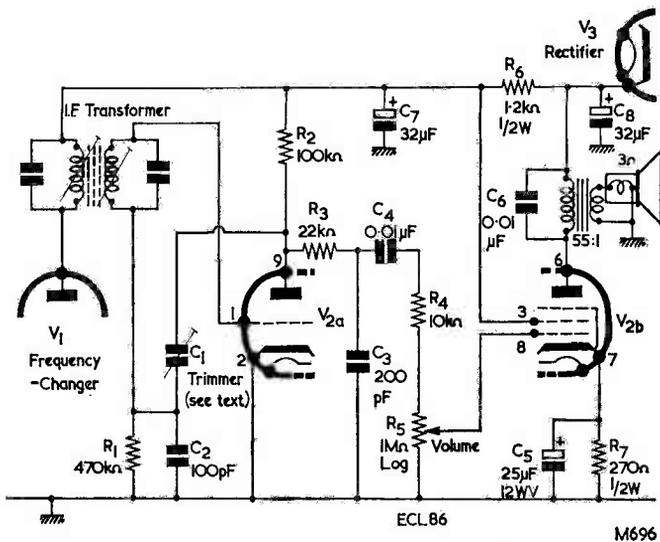 V3
Rectifier
R6
1·2kΩ
1/2W
C7
32µF
C8
32µF
I.F. Transformer
R2
100kΩ
R3
22kΩ
C4
0·01µF
C6
0·01
µF
3Ω
55:1
9
1
2
V2a
6
3
8
7
V2b
V1
Frequency
-Changer
C1
Trimmer
(see text)
C3
200
pF
R4
10kΩ
R5
1MΩ
Log
Volume
R1
470kΩ
C2
100pF
C5
25µF
12WV
R7
270Ω
1/2W
ECL86
M696